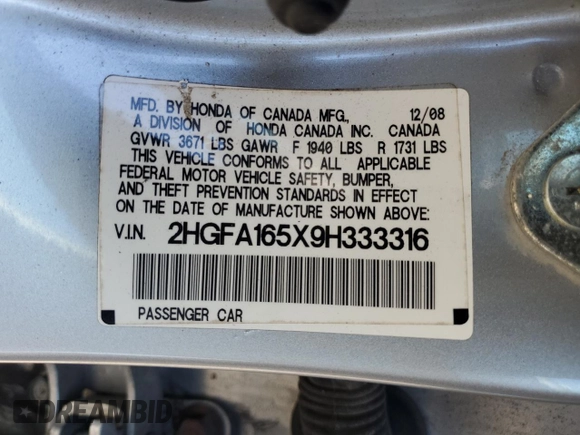 MFD. BY HONDA OF CANADA MFG., 12/08
A DIVISION OF HONDA CANADA INC. CANADA
GVWR 3671 LBS GAWR F 1940 LBS R 1731 LBS
THIS VEHICLE CONFORMS TO ALL APPLICABLE
FEDERAL MOTOR VEHICLE SAFETY, BUMPER,
AND THEFT PREVENTION STANDARDS IN EFFECT
ON THE DATE OF MANUFACTURE SHOWN ABOVE:
V.I.N. 2HGFA165X9H333316
PASSENGER CAR
DREAMBID